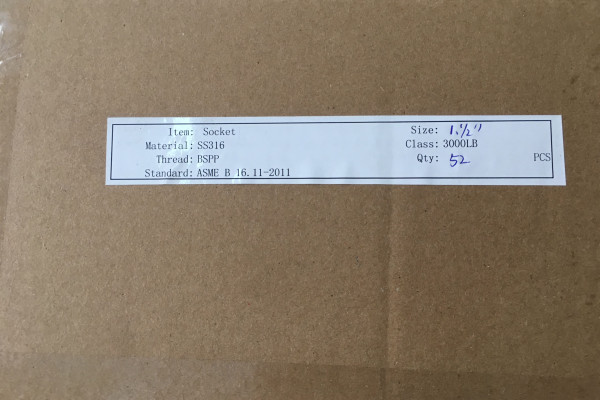 Item: Socket Size: 1.1/2"
Material: SS316 Class: 3000LB
Thread: BSPP Qty: 52 PCS
Standard: ASME B 16.11-2011